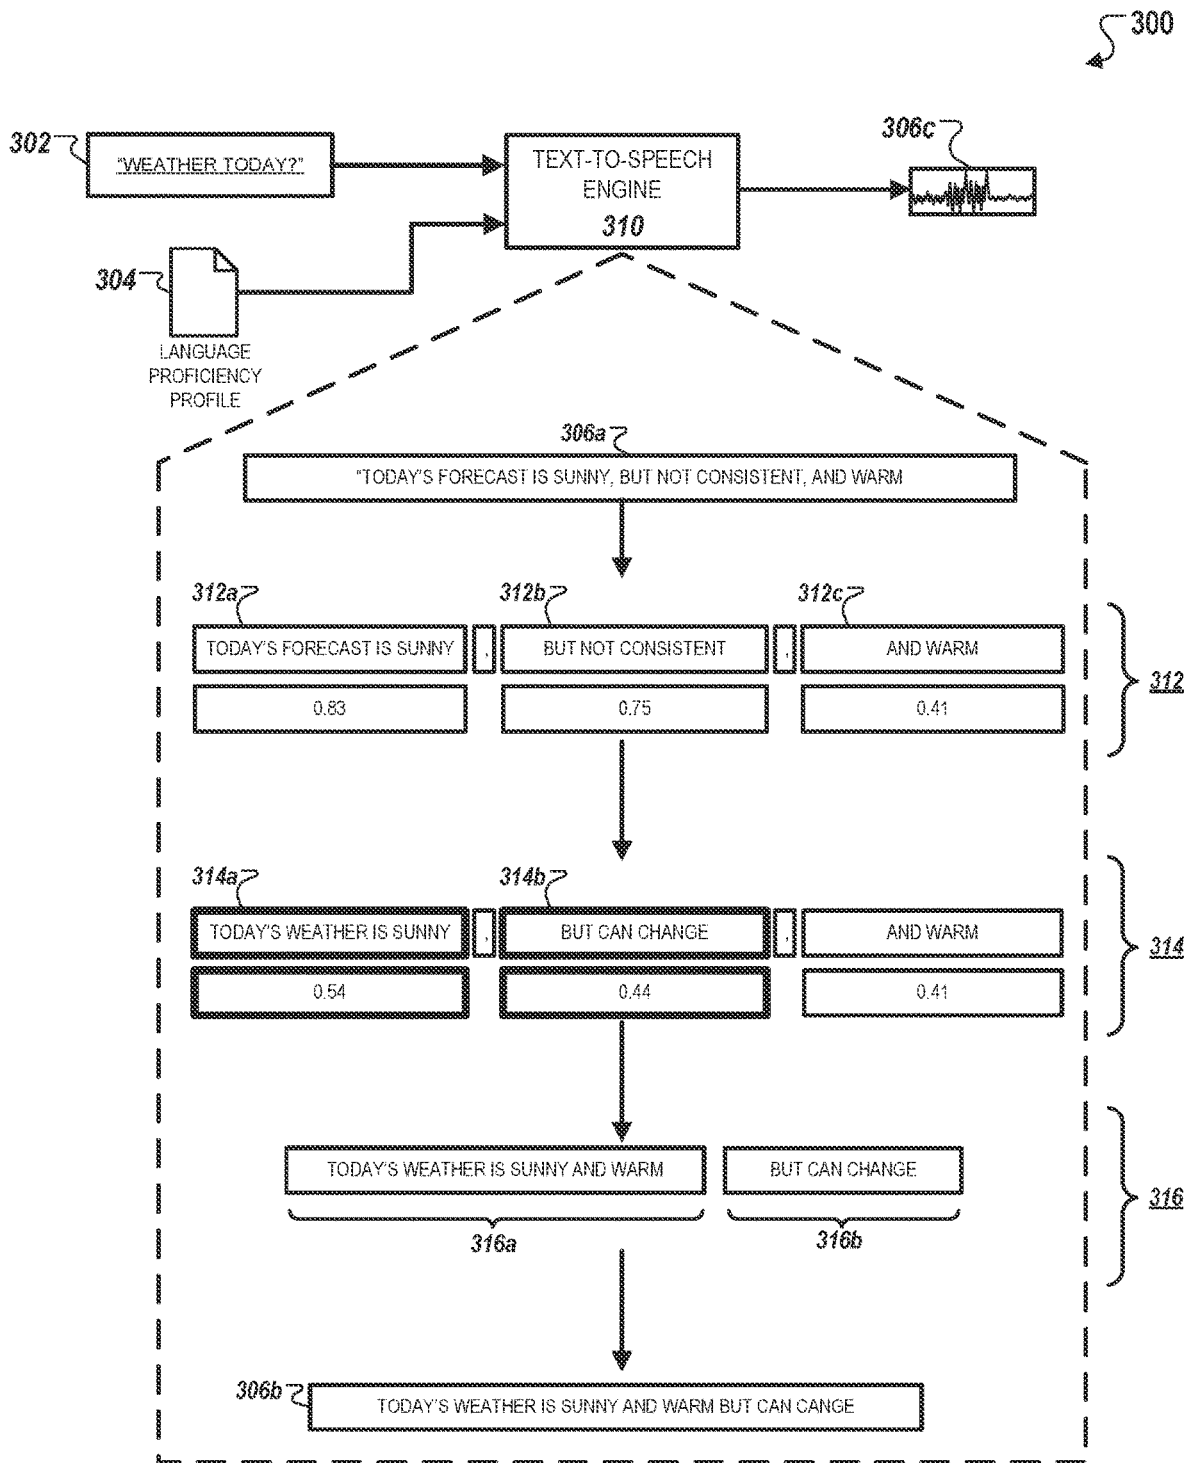 300
302
"WEATHER TODAY?"
TEXT-TO-SPEECH
ENGINE
310
306c
304
LANGUAGE
PROFICIENCY
PROFILE
306a
"TODAY'S FORECAST IS SUNNY, BUT NOT CONSISTENT, AND WARM
312a 312b 312c
TODAY'S FORECAST IS SUNNY , BUT NOT CONSISTENT , AND WARM
312
0.83 0.75 0.41
314a 314b
TODAY'S WEATHER IS SUNNY , BUT CAN CHANGE , AND WARM
314
0.54 0.44 0.41
TODAY'S WEATHER IS SUNNY AND WARM BUT CAN CHANGE
316
316a 316b
306b
TODAY'S WEATHER IS SUNNY AND WARM BUT CAN CANGE